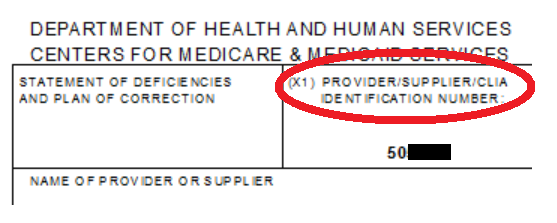 DEPARTMENT OF HEALTH AND HUMAN SERVICES
CENTERS FOR MEDICARE & MEDICAID SERVICES
STATEMENT OF DEFICIENCIES
AND PLAN OF CORRECTION
(X1) PROVIDER/SUPPLIER/CLIA
IDENTIFICATION NUMBER:
50
NAME OF PROVIDER OR SUPPLIER